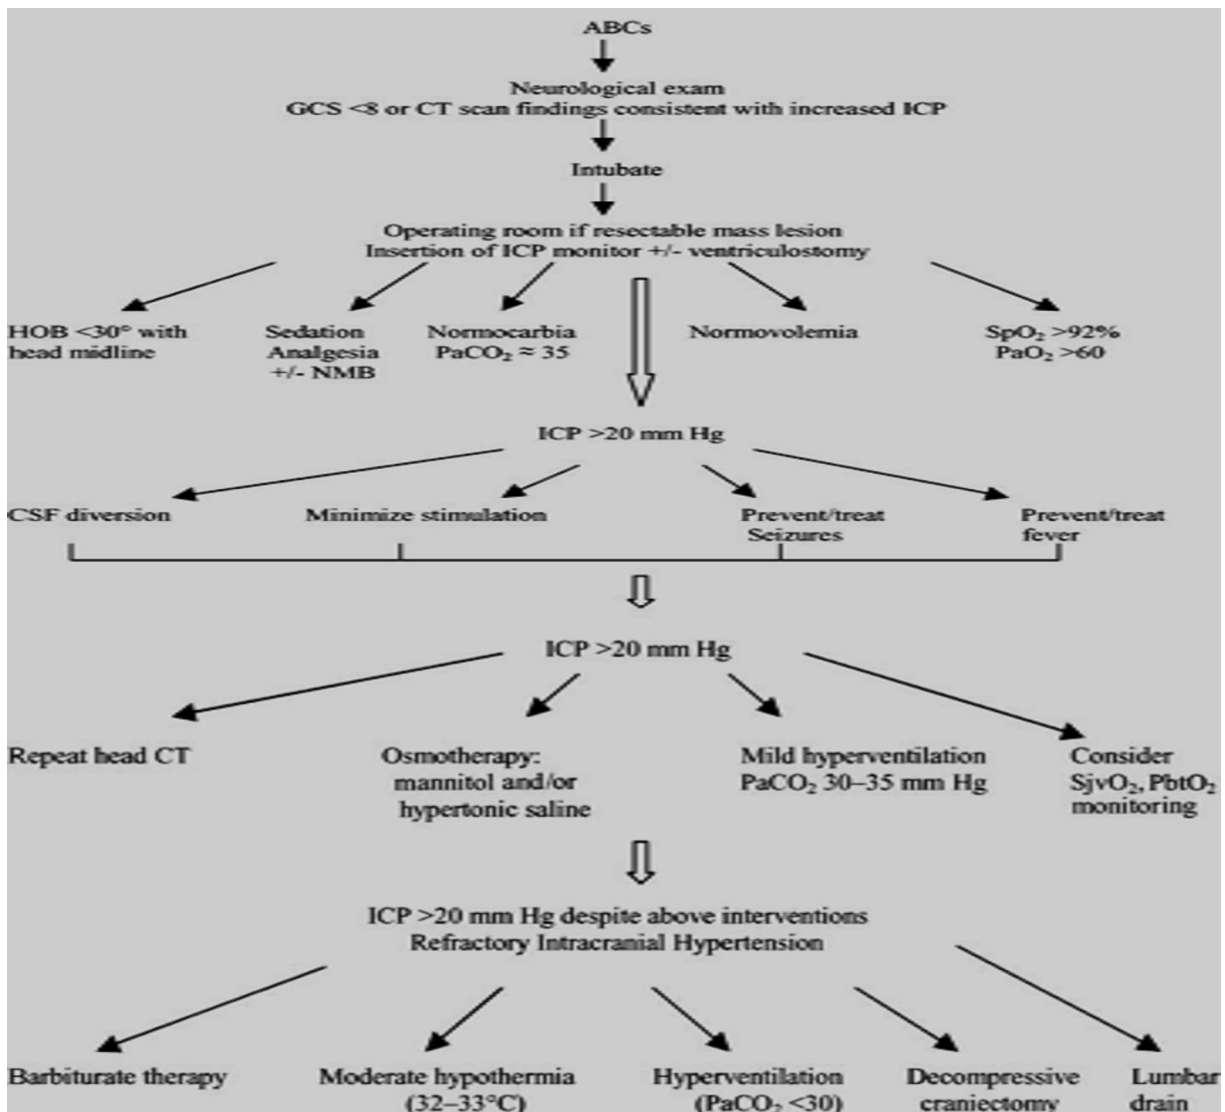 ABCs
Neurological exam
GCS <8 or CT scan findings consistent with increased ICP
Intubate
Operating room if resectable mass lesion
Insertion of ICP monitor +/- ventriculostomy
HOB <30° with
head midline
Sedation
Analgesia
+/- NMB
Normocarbia
PaCO₂ ≈ 35
Normovolemia
SpO₂ >92%
PaO₂ >60
ICP >20 mm Hg
CSF diversion
Minimize stimulation
Prevent/treat
Seizures
Prevent/treat
fever
ICP >20 mm Hg
Repeat head CT
Osmotherapy:
mannitol and/or
hypertonic saline
Mild hyperventilation
PaCO₂ 30–35 mm Hg
Consider
SjvO₂, PbtO₂
monitoring
ICP >20 mm Hg despite above interventions
Refractory Intracranial Hypertension
Barbiturate therapy
Moderate hypothermia
(32–33°C)
Hyperventilation
(PaCO₂ <30)
Decompressive
craniectomy
Lumbar
drain